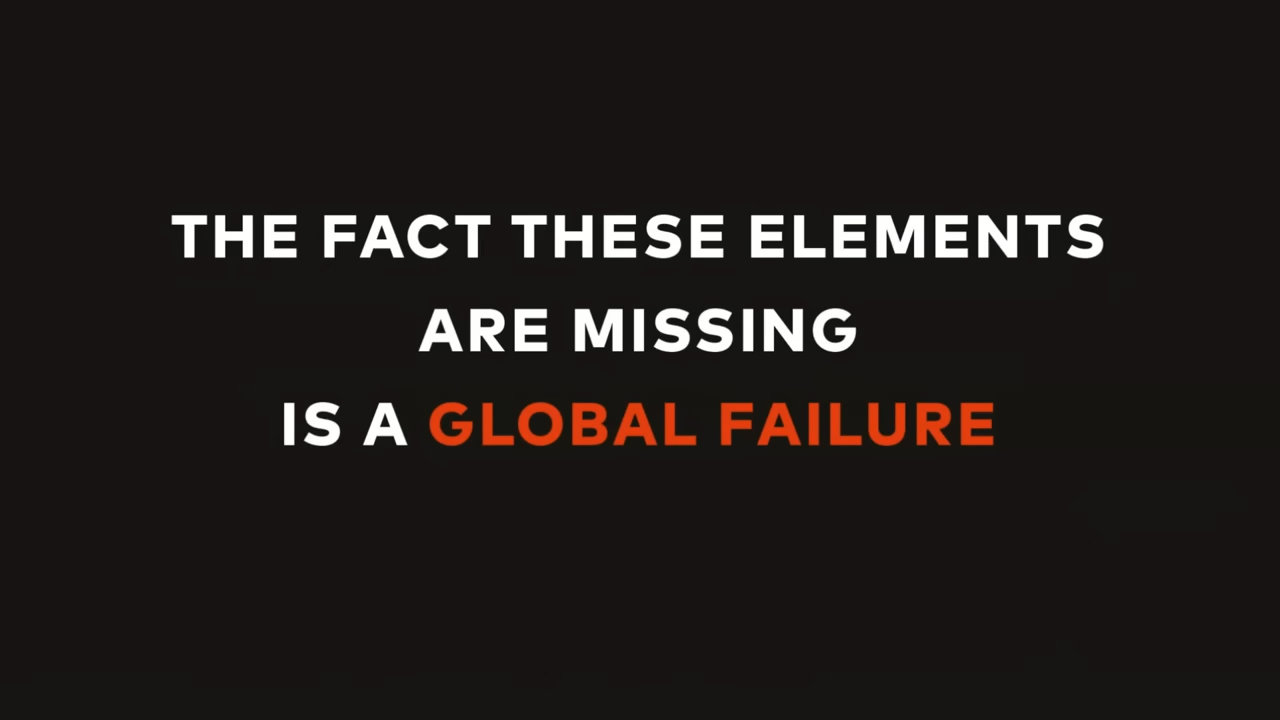 THE FACT THESE ELEMENTS
ARE MISSING
IS A GLOBAL FAILURE